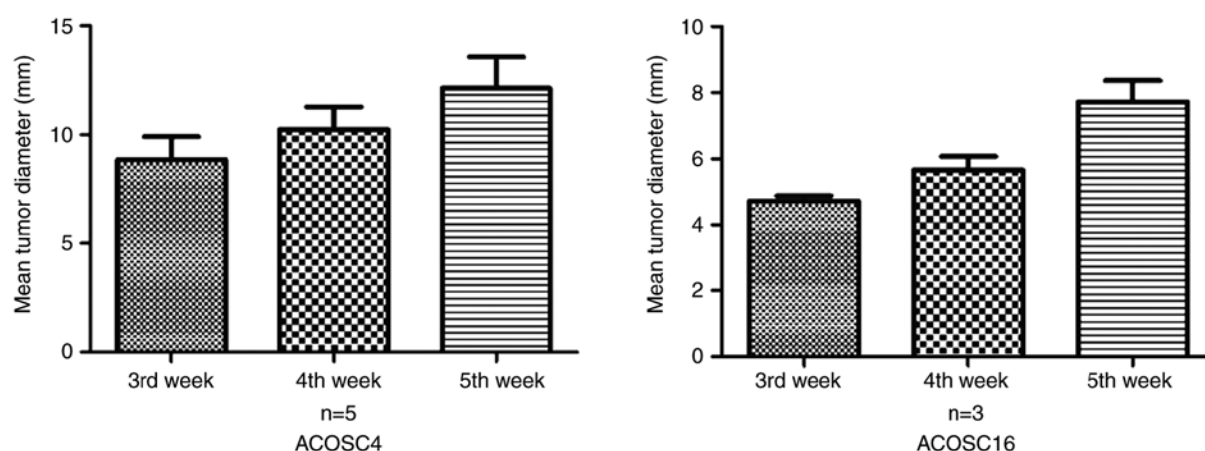 Mean tumor diameter (mm)
15
10
5
0
3rd week 4th week 5th week
n=5
ACOSC4
Mean tumor diameter (mm)
10
8
6
4
2
0
3rd week 4th week 5th week
n=3
ACOSC16